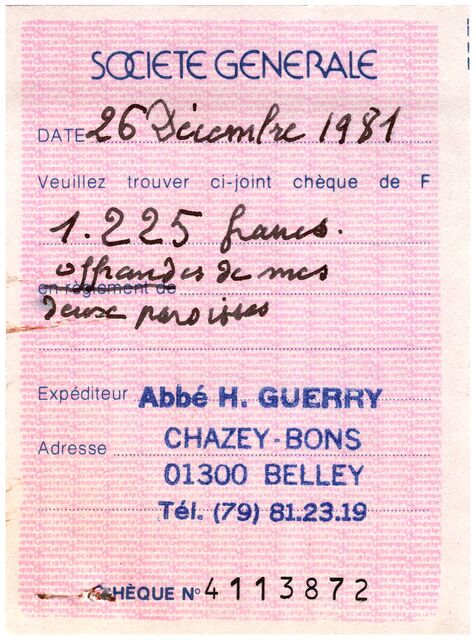 SOCIETE GENERALE
DATE 26 Décembre 1981
Veuillez trouver ci-joint chèque de F
1.225 francs.
offrandes de mes
en règlement de
deux paroisses
Expéditeur Abbé H. GUERRY
Adresse CHAZEY-BONS
01300 BELLEY
Tél. (79) 81.23.19
CHÈQUE N° 4113872